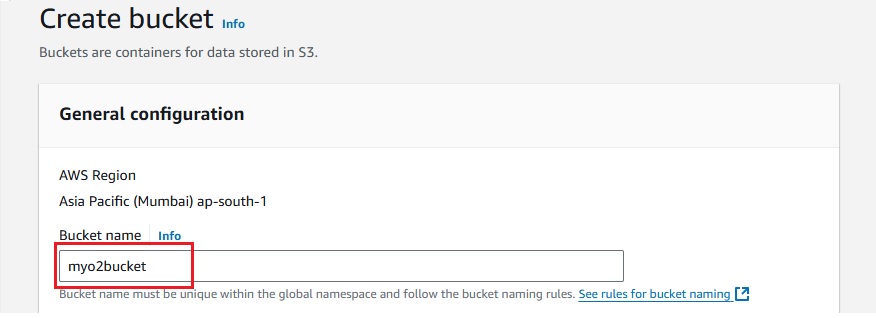 Create bucket Info
Buckets are containers for data stored in S3.
General configuration
AWS Region
Asia Pacific (Mumbai) ap-south-1
Bucket name Info
myo2bucket
Bucket name must be unique within the global namespace and follow the bucket naming rules. See rules for bucket naming